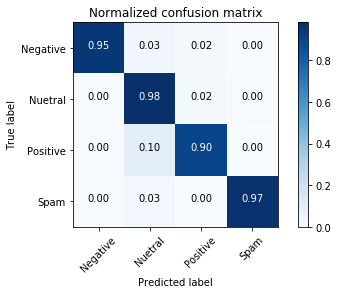 Normalized confusion matrix
True label
Negative 0.95 0.03 0.02 0.00
Nuetral 0.00 0.98 0.02 0.00
Positive 0.00 0.10 0.90 0.00
Spam 0.00 0.03 0.00 0.97
Negative Nuetral Positive Spam
Predicted label
0.8
0.6
0.4
0.2
0.0